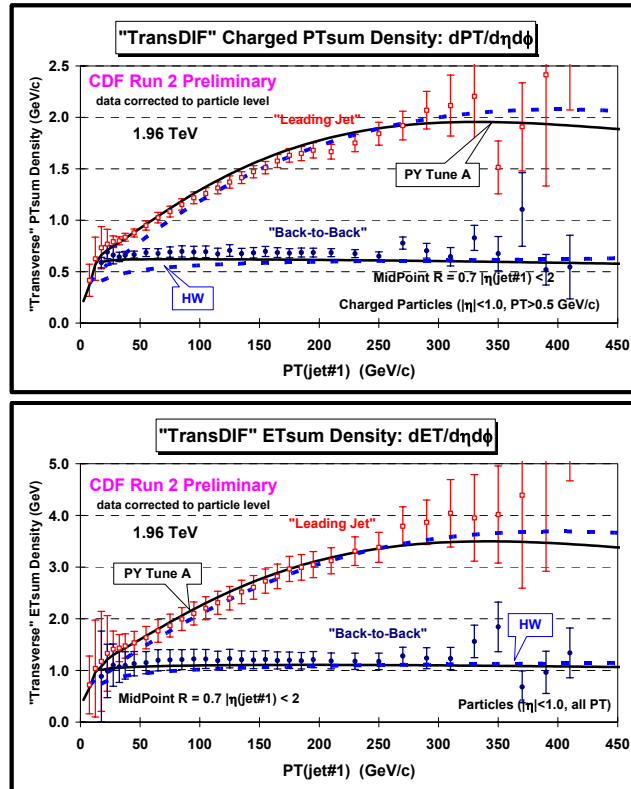 "TransDIF" Charged PTsum Density: dPT/dηdϕ
"Transverse" PTsum Density (GeV/c)
2.5
2.0
1.5
1.0
0.5
0.0
CDF Run 2 Preliminary
data corrected to particle level
1.96 TeV
"Leading Jet"
PY Tune A
"Back-to-Back"
HW
MidPoint R = 0.7 |η(jet#1) < 2
Charged Particles (|η|<1.0, PT>0.5 GeV/c)
0 50 100 150 200 250 300 350 400 450
PT(jet#1) (GeV/c)
"TransDIF" ETsum Density: dET/dηdϕ
"Transverse" ETsum Density (GeV)
5.0
4.0
3.0
2.0
1.0
0.0
CDF Run 2 Preliminary
data corrected to particle level
1.96 TeV
"Leading Jet"
PY Tune A
"Back-to-Back"
HW
MidPoint R = 0.7 |η(jet#1) < 2
Particles (|η|<1.0, all PT)
0 50 100 150 200 250 300 350 400 450
PT(jet#1) (GeV/c)